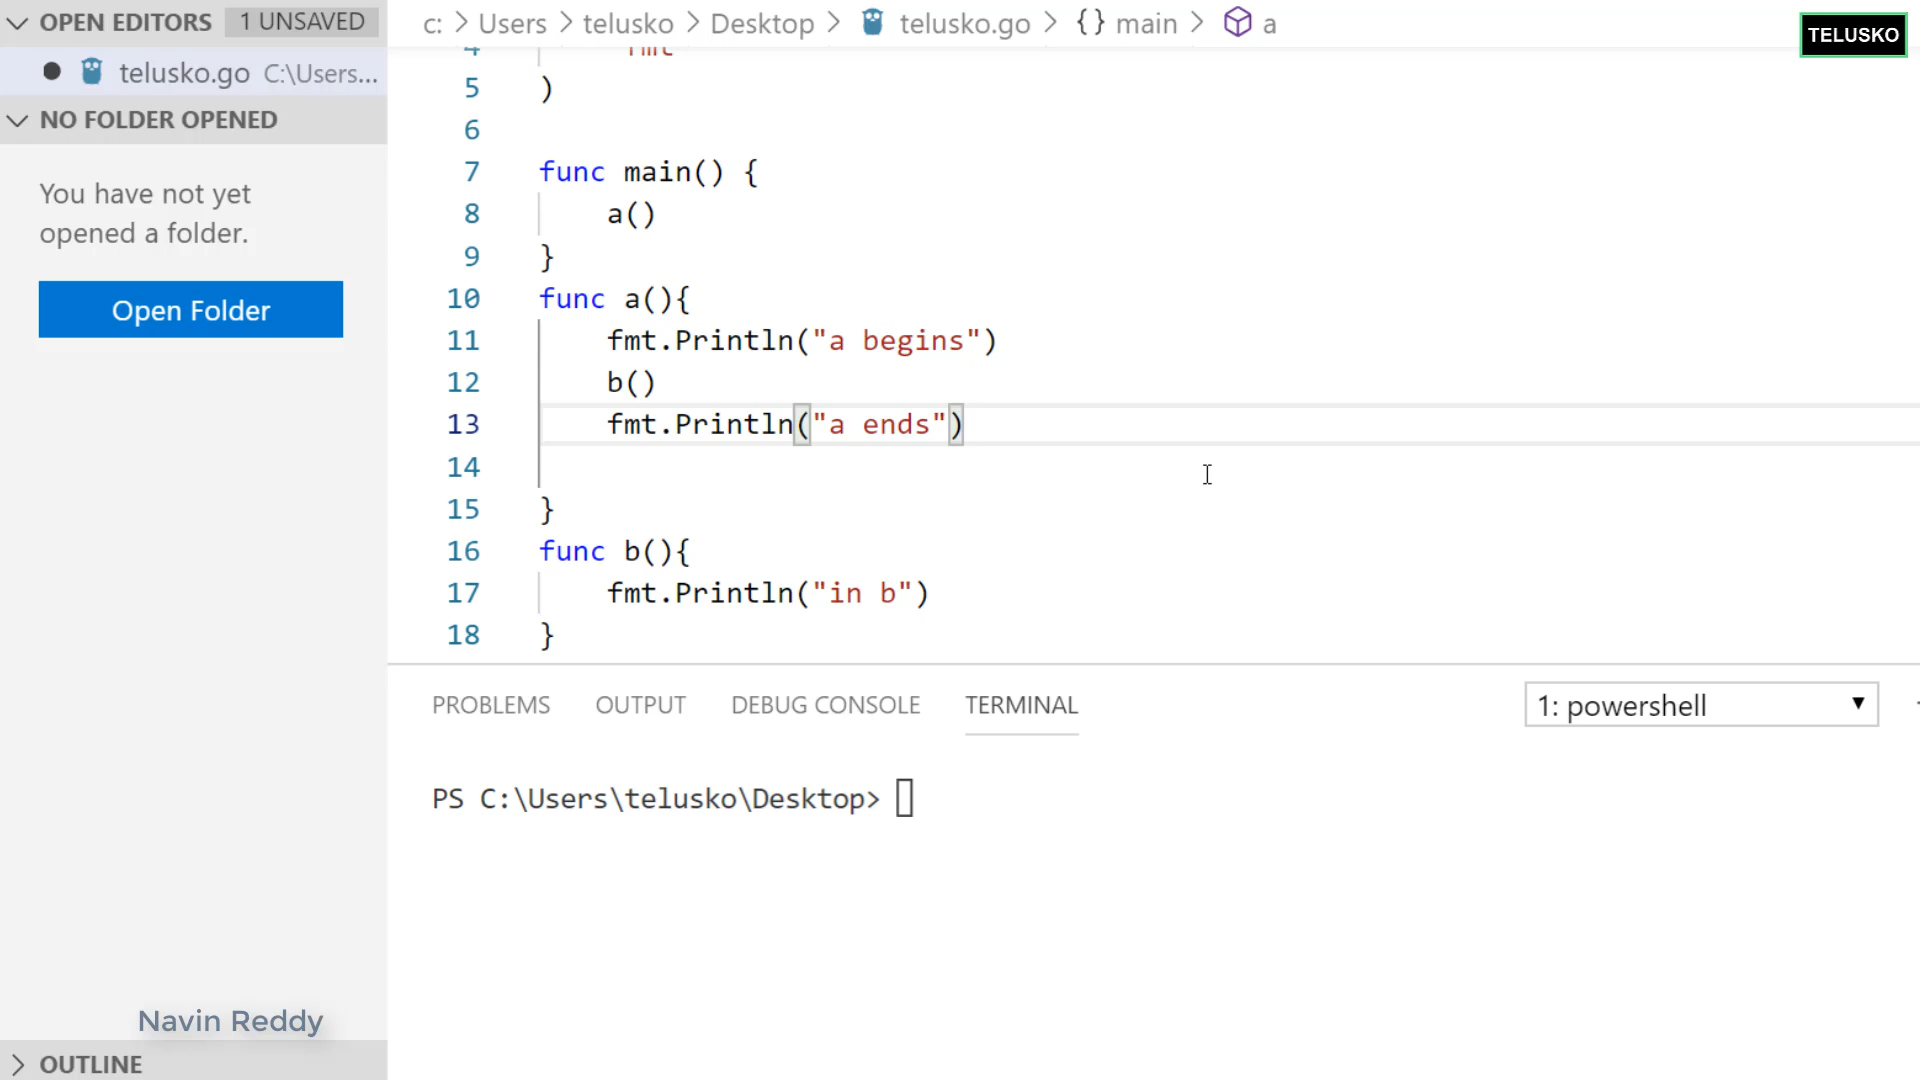 OPEN EDITORS 1 UNSAVED
telusko.go C:\Users...
NO FOLDER OPENED
You have not yet
opened a folder.
Open Folder
Navin Reddy
OUTLINE
c: > Users > telusko > Desktop > telusko.go > {} main > a
TELUSKO
5 )
6
7 func main() {
8 a()
9 }
10 func a(){
11 fmt.Println("a begins")
12 b()
13 fmt.Println("a ends")
14
15 }
16 func b(){
17 fmt.Println("in b")
18 }
PROBLEMS OUTPUT DEBUG CONSOLE TERMINAL 1: powershell
PS C:\Users\telusko\Desktop>